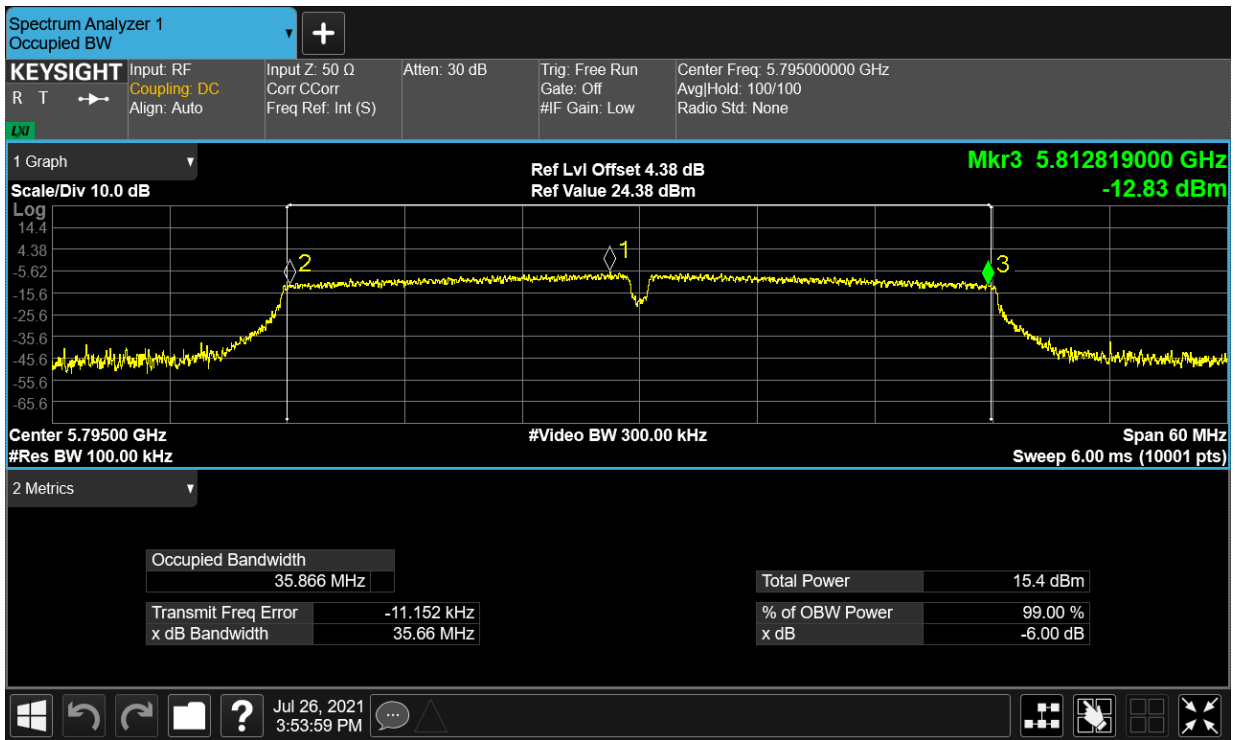 Spectrum Analyzer 1
Occupied BW
+
KEYSIGHT
R T
LXI
Input: RF
Coupling: DC
Align: Auto
Input Z: 50 Ω
Corr CCorr
Freq Ref: Int (S)
Atten: 30 dB
Trig: Free Run
Gate: Off
#IF Gain: Low
Center Freq: 5.795000000 GHz
Avg|Hold: 100/100
Radio Std: None
1 Graph
Scale/Div 10.0 dB
Ref Lvl Offset 4.38 dB
Ref Value 24.38 dBm
Mkr3 5.812819000 GHz
-12.83 dBm
Log
14.4
4.38
-5.62
-15.6
-25.6
-35.6
-45.6
-55.6
-65.6
2
1
3
Center 5.79500 GHz
#Res BW 100.00 kHz
#Video BW 300.00 kHz
Span 60 MHz
Sweep 6.00 ms (10001 pts)
2 Metrics
Occupied Bandwidth
35.866 MHz
Transmit Freq Error -11.152 kHz
x dB Bandwidth 35.66 MHz
Total Power 15.4 dBm
% of OBW Power 99.00 %
x dB -6.00 dB
?
Jul 26, 2021
3:53:59 PM